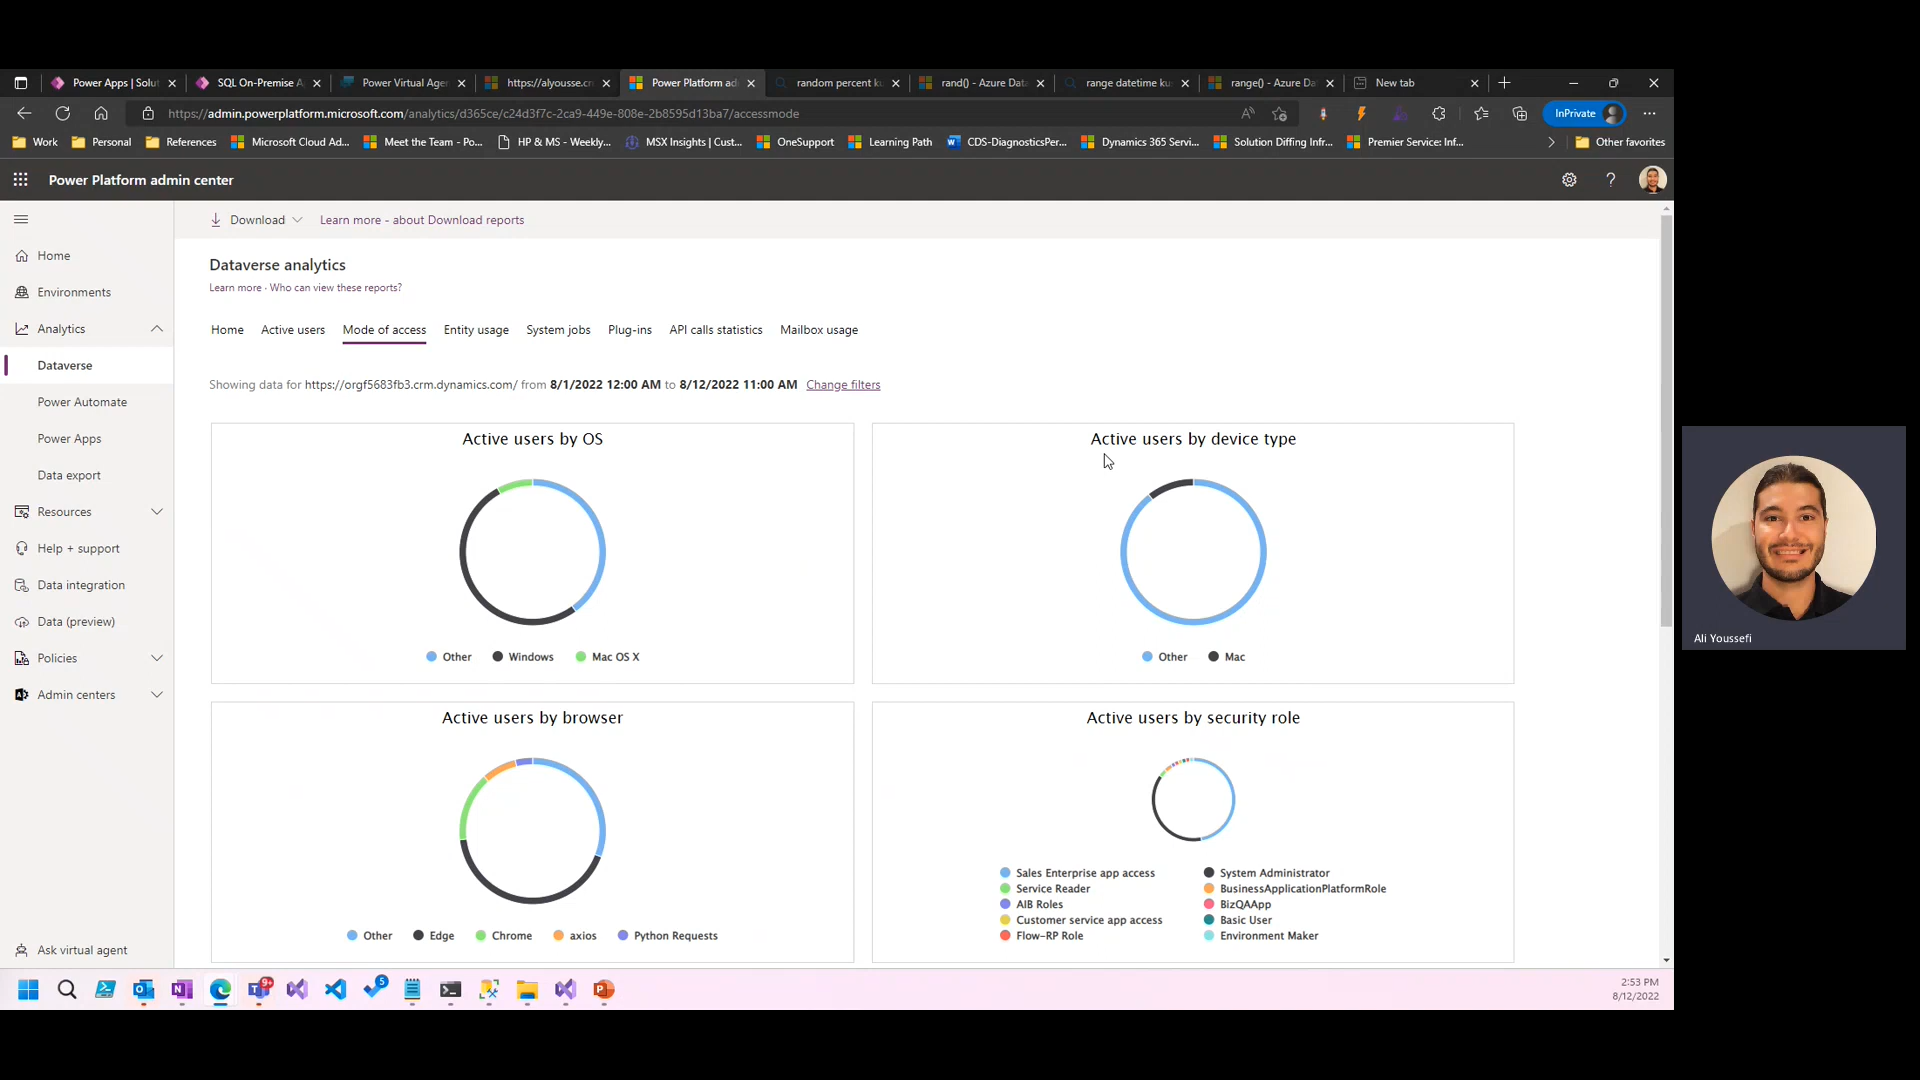 Power Apps | Solut
SQL On-Premise A
Power Virtual Age
https://alyousse.cr
Power Platform ad
random percent ku
rand() - Azure Data
range datetime ku
range() - Azure Da
New tab
https://admin.powerplatform.microsoft.com/analytics/d365ce/c24d3f7c-2ca9-449e-808e-2b8595d13ba7/accessmode
InPrivate
Work
Personal
References
Microsoft Cloud Ad...
Meet the Team - Po...
HP & MS - Weekly...
MSX Insights | Cust...
OneSupport
Learning Path
CDS-DiagnosticsPer...
Dynamics 365 Servi...
Solution Diffing Infr...
Premier Service: Inf...
Other favorites
Power Platform admin center
Download
Learn more - about Download reports
Home
Environments
Analytics
Dataverse
Power Automate
Power Apps
Data export
Resources
Help + support
Data integration
Data (preview)
Policies
Admin centers
Ask virtual agent
Dataverse analytics
Learn more · Who can view these reports?
Home
Active users
Mode of access
Entity usage
System jobs
Plug-ins
API calls statistics
Mailbox usage
Showing data for https://orgf5683fb3.crm.dynamics.com/ from 8/1/2022 12:00 AM to 8/12/2022 11:00 AM Change filters
Active users by OS
Other
Windows
Mac OS X
Active users by device type
Other
Mac
Active users by browser
Other
Edge
Chrome
axios
Python Requests
Active users by security role
Sales Enterprise app access
System Administrator
Service Reader
BusinessApplicationPlatformRole
AIB Roles
BizQAApp
Customer service app access
Basic User
Flow-RP Role
Environment Maker
Ali Youssefi
9+
5
2:53 PM
8/12/2022